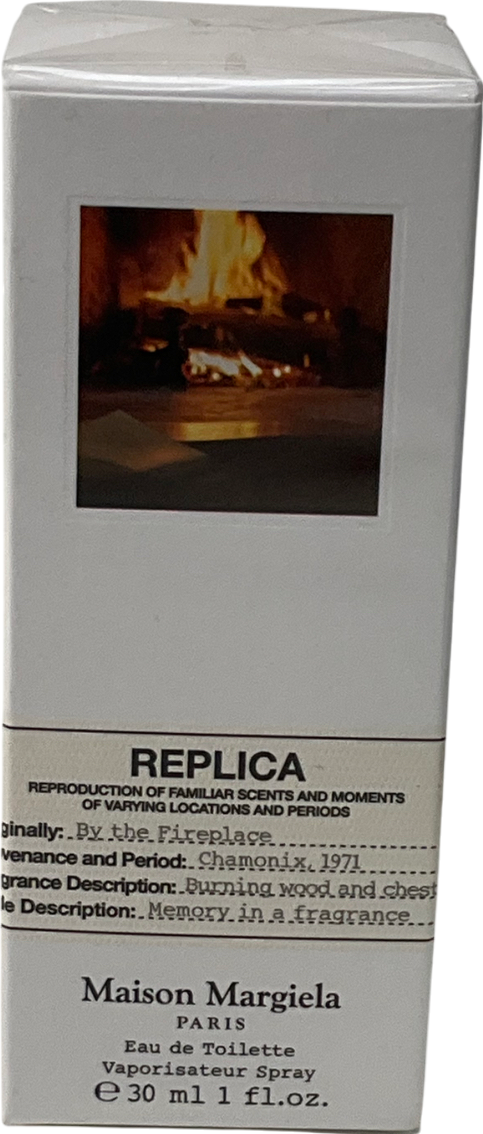 REPLICA
REPRODUCTION OF FAMILIAR SCENTS AND MOMENTS
OF VARYING LOCATIONS AND PERIODS
ginally: By the Fireplace
venance and Period: Chamonix, 1971
grance Description: Burning wood and chest
le Description: Memory in a fragrance
Maison Margiela
PARIS
Eau de Toilette
Vaporisateur Spray
℮ 30 ml 1 fl.oz.